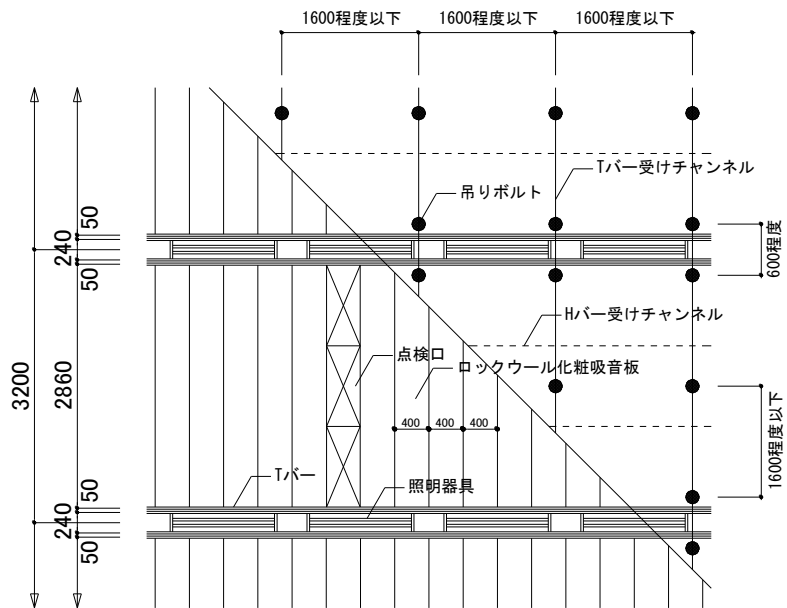 1600程度以下 1600程度以下 1600程度以下
Tバー受けチャンネル
吊りボルト
50
240
50
600程度
Hバー受けチャンネル
点検口
ロックウール化粧吸音板
3200
2860
400 400 400
1600程度以下
Tバー
照明器具
50
240
50